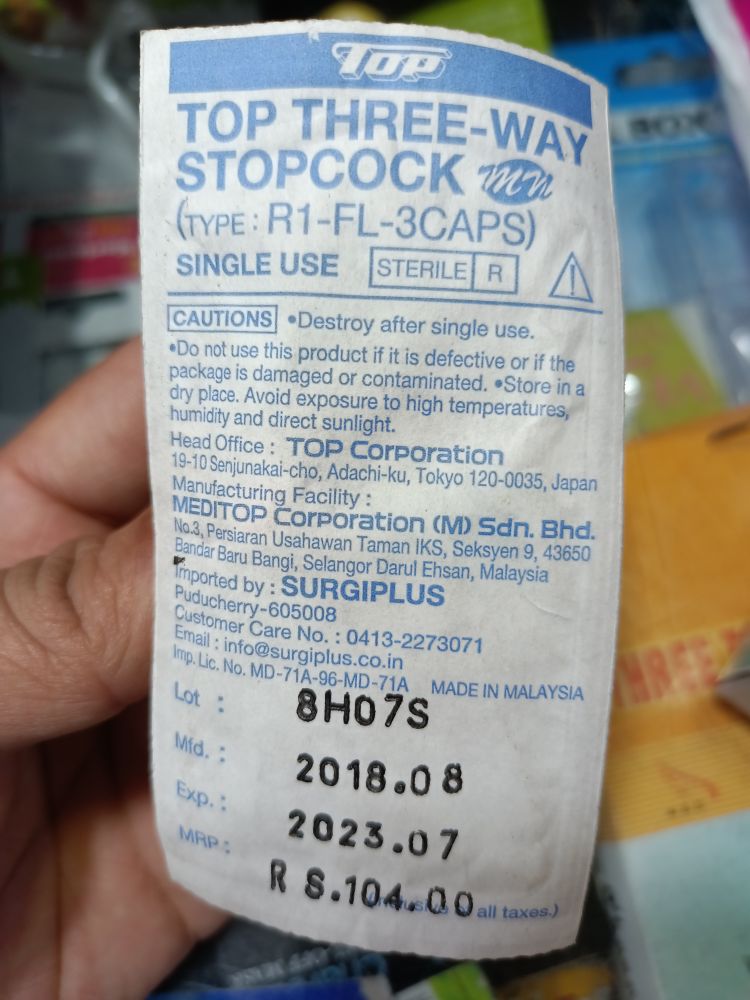 TOP
TOP THREE-WAY
STOPCOCK MN
(TYPE: R1-FL-3CAPS)
SINGLE USE STERILE R
CAUTIONS •Destroy after single use.
•Do not use this product if it is defective or if the
package is damaged or contaminated. •Store in a
dry place. Avoid exposure to high temperatures,
humidity and direct sunlight.
Head Office : TOP Corporation
19-10 Senjunakai-cho, Adachi-ku, Tokyo 120-0035, Japan
Manufacturing Facility :
MEDITOP Corporation (M) Sdn. Bhd.
No.3, Persiaran Usahawan Taman IKS, Seksyen 9, 43650
Bandar Baru Bangi, Selangor Darul Ehsan, Malaysia
Imported by : SURGIPLUS
Puducherry-605008
Customer Care No. : 0413-2273071
Email : info@surgiplus.co.in
Imp. Lic. No. MD-71A-96-MD-71A MADE IN MALAYSIA
Lot : 8H07S
Mfd. : 2018.08
Exp. : 2023.07
MRP : RS.104.00
all taxes.)
BOX
THREE